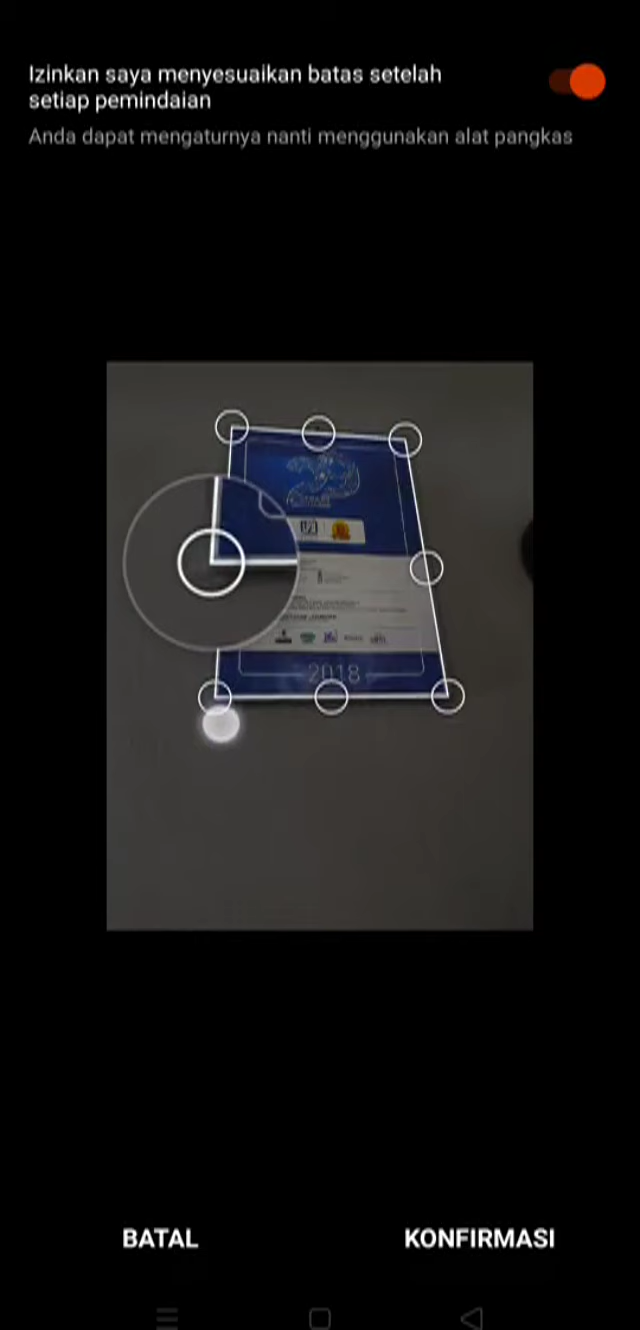 Izinkan saya menyesuaikan batas setelah
setiap pemindaian
Anda dapat mengaturnya nanti menggunakan alat pangkas
2018
BATAL
KONFIRMASI